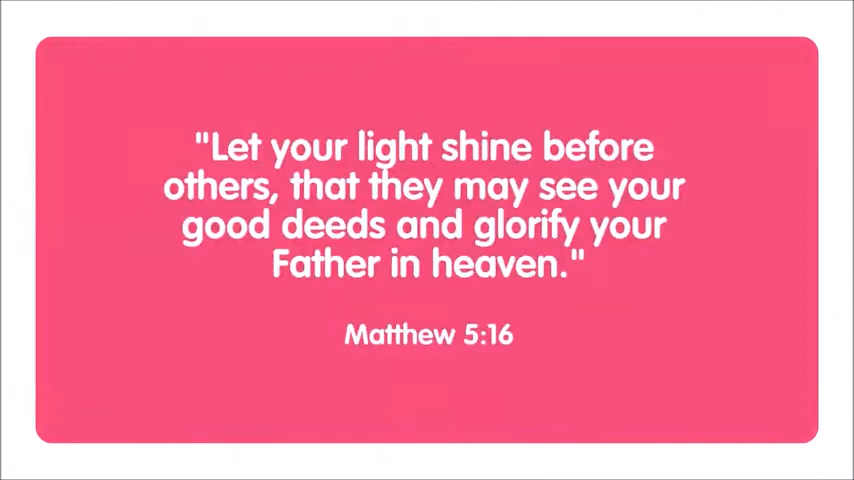 "Let your light shine before
others, that they may see your
good deeds and glorify your
Father in heaven."
Matthew 5:16